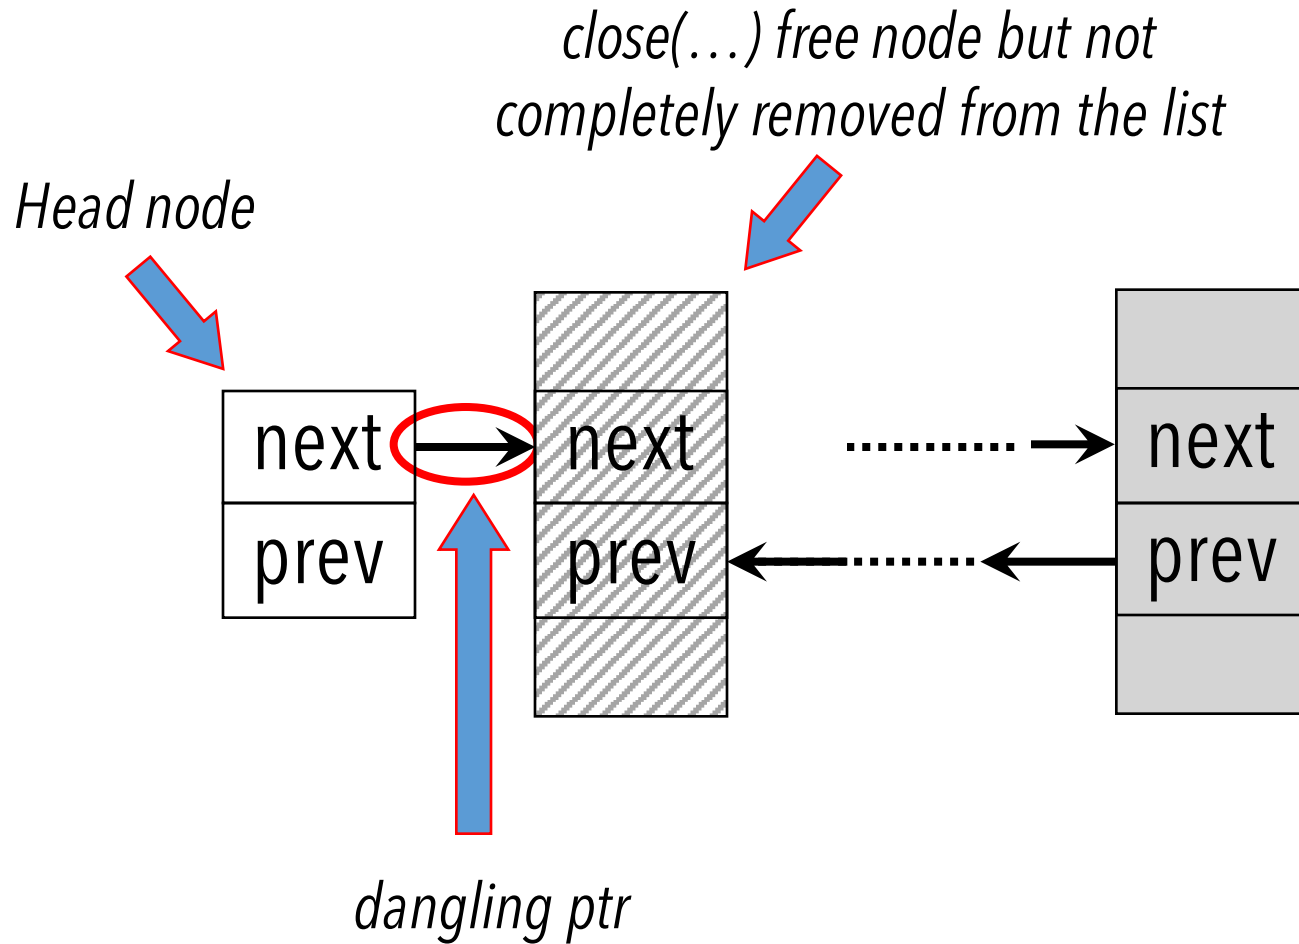 close(...) free node but not
completely removed from the list
Head node
next
next
next
prev
prev
prev
dangling ptr